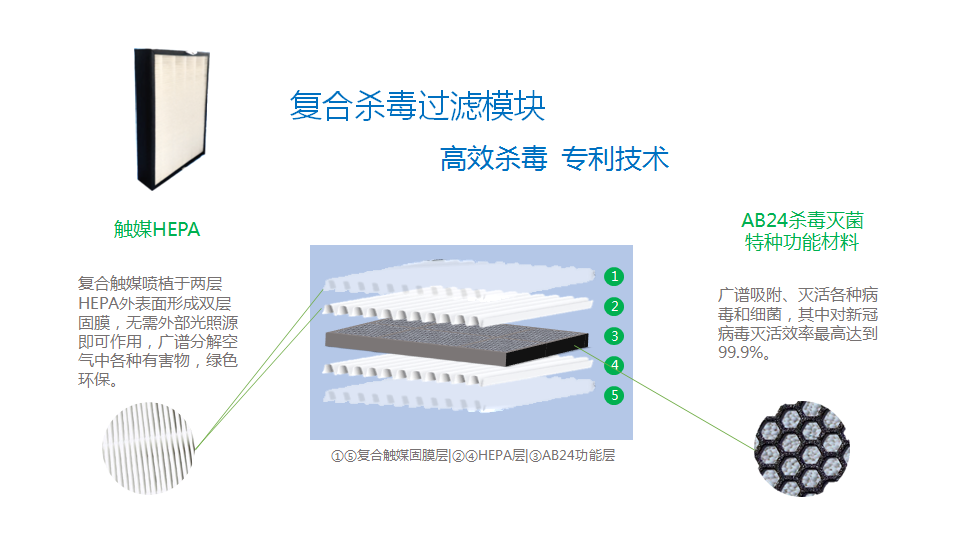 复合杀毒过滤模块
高效杀毒 专利技术
触媒HEPA
复合触媒喷植于两层
HEPA外表面形成双层
固膜，无需外部光照源
即可作用，广谱分解空
气中各种有害物，绿色
环保。
1
2
3
4
5
①⑤复合触媒固膜层|②④HEPA层|③AB24功能层
AB24杀毒灭菌
特种功能材料
广谱吸附、灭活各种病
毒和细菌，其中对新冠
病毒灭活效率最高达到
99.9%。